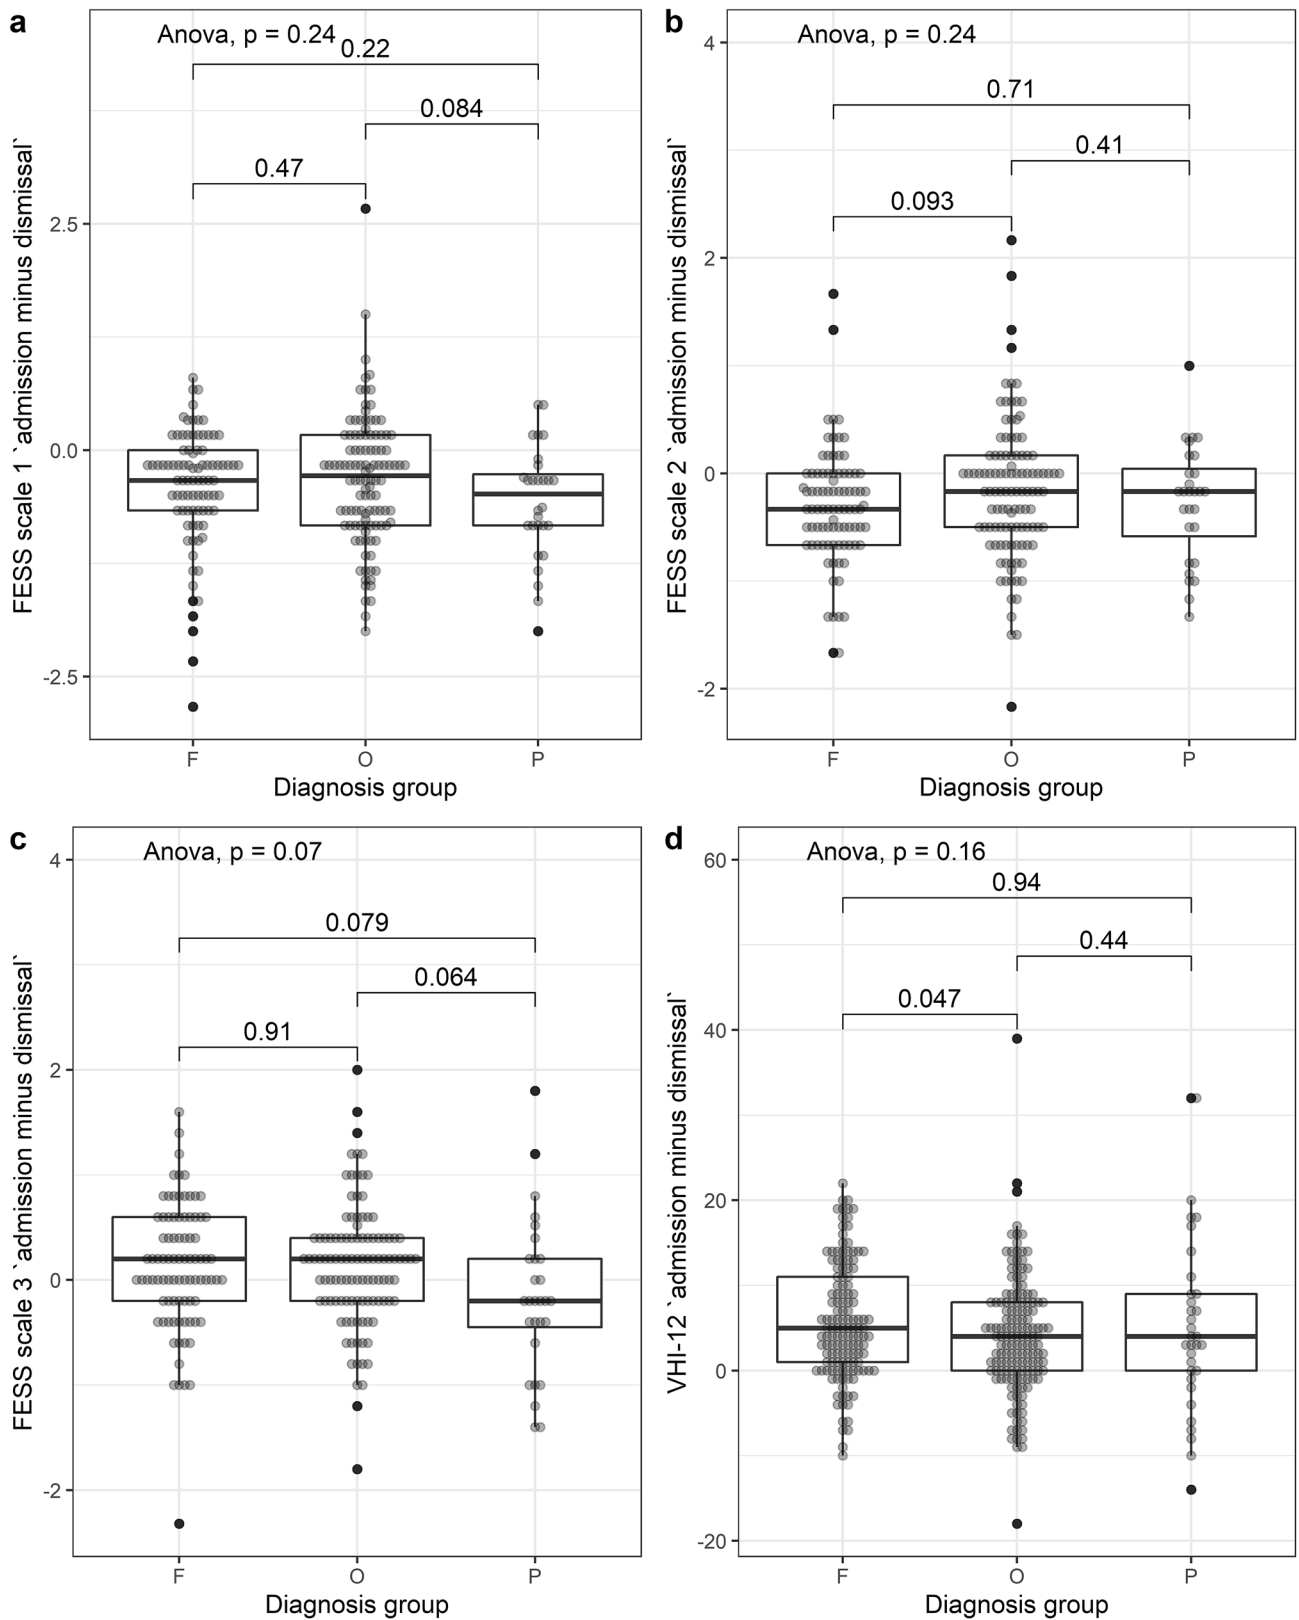 a
Anova, p = 0.24
0.22
0.084
0.47
2.5
0.0
-2.5
FESS scale 1 `admission minus dismissal`
F O P
Diagnosis group
b
Anova, p = 0.24
0.71
0.41
0.093
4
2
0
-2
FESS scale 2 `admission minus dismissal`
F O P
Diagnosis group
c
Anova, p = 0.07
0.079
0.064
0.91
4
2
0
-2
FESS scale 3 `admission minus dismissal`
F O P
Diagnosis group
d
Anova, p = 0.16
0.94
0.44
0.047
60
40
20
0
-20
VHI-12 `admission minus dismissal`
F O P
Diagnosis group